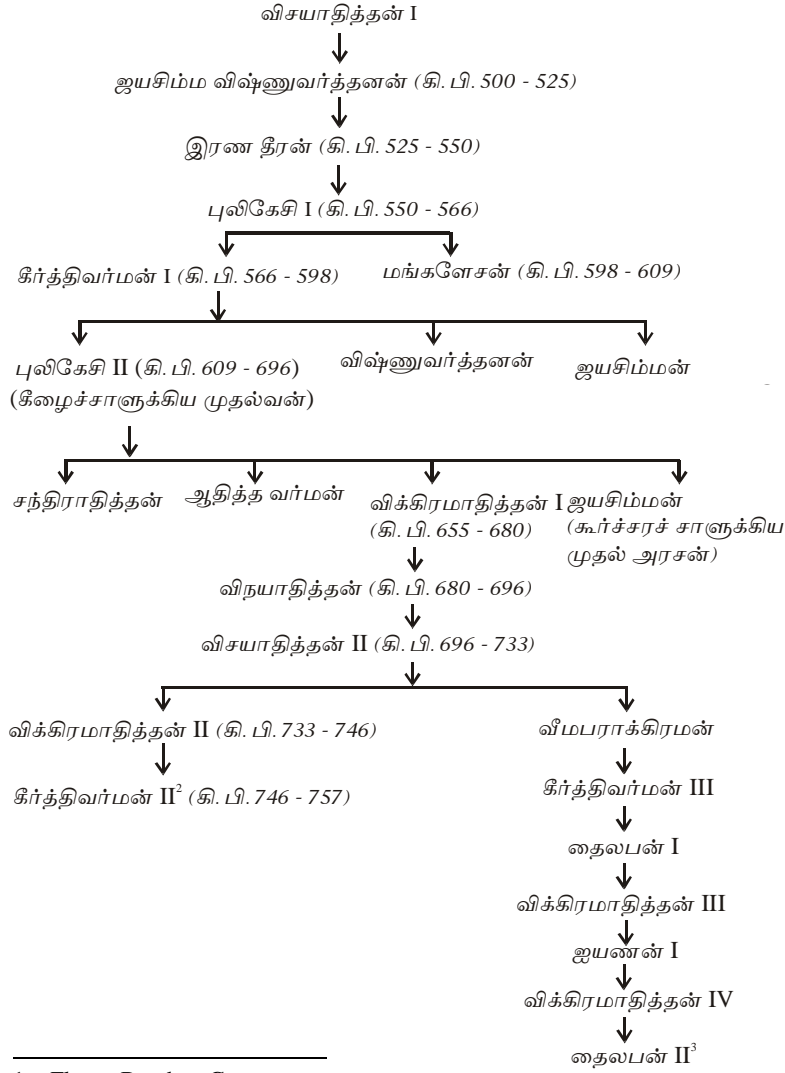 விசயாதித்தன் I
ஜயசிம்ம விஷ்ணுவர்த்தனன் (கி. பி. 500 - 525)
இரண தீரன் (கி. பி. 525 - 550)
புலிகேசி I (கி. பி. 550 - 566)
கீர்த்திவர்மன் I (கி. பி. 566 - 598) மங்களேசன் (கி. பி. 598 - 609)
புலிகேசி II (கி. பி. 609 - 696) விஷ்ணுவர்த்தனன் ஜயசிம்மன்
(கீழைச்சாளுக்கிய முதல்வன்)
சந்திராதித்தன் ஆதித்த வர்மன் விக்கிரமாதித்தன் I ஜயசிம்மன்
(கி. பி. 655 - 680) (கூர்ச்சரச் சாளுக்கிய
முதல் அரசன்)
விநயாதித்தன் (கி. பி. 680 - 696)
விசயாதித்தன் II (கி. பி. 696 - 733)
விக்கிரமாதித்தன் II (கி. பி. 733 - 746) வீமபராக்கிரமன்
கீர்த்திவர்மன் II² (கி. பி. 746 - 757) கீர்த்திவர்மன் III
தைலபன் I
விக்கிரமாதித்தன் III
ஐயணன் I
விக்கிரமாதித்தன் IV
தைலபன் II³